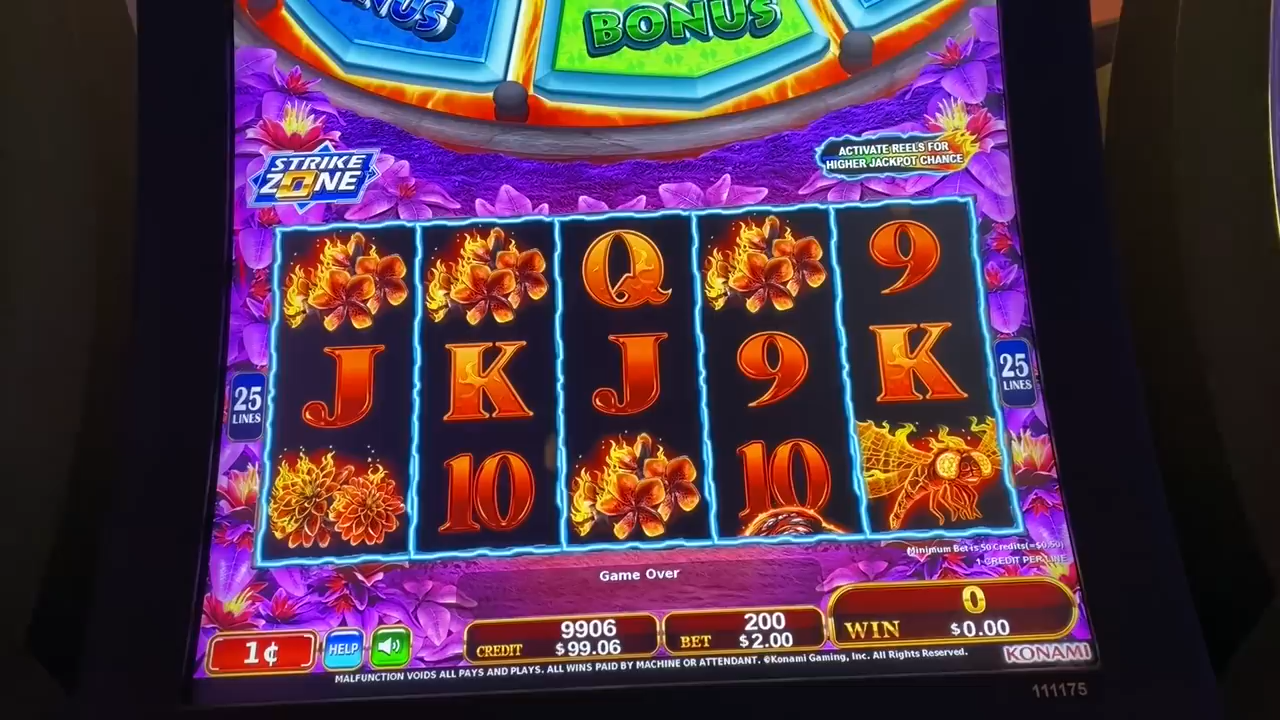 BONUS
BONUS
STRIKE
ZONE
ACTIVATE REELS FOR
HIGHER JACKPOT CHANCE
Q
9
J
K
J
9
K
10
10
25
LINES
25
LINES
Minimum Bet is 50 Credits(=$0.50)
1 CREDIT PER LINE
Game Over
1¢
HELP
CREDIT
9906
$99.06
BET
200
$2.00
WIN
0
$0.00
MALFUNCTION VOIDS ALL PAYS AND PLAYS. ALL WINS PAID BY MACHINE OR ATTENDANT. ©Konami Gaming, Inc. All Rights Reserved.
KONAMI
111175